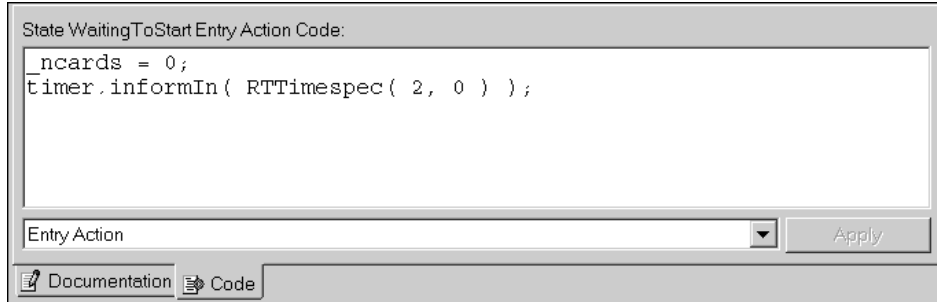 State WaitingToStart Entry Action Code:
_ncards = 0;
timer.informIn( RTTimespec( 2, 0 ) );
Entry Action
Apply
Documentation
Code